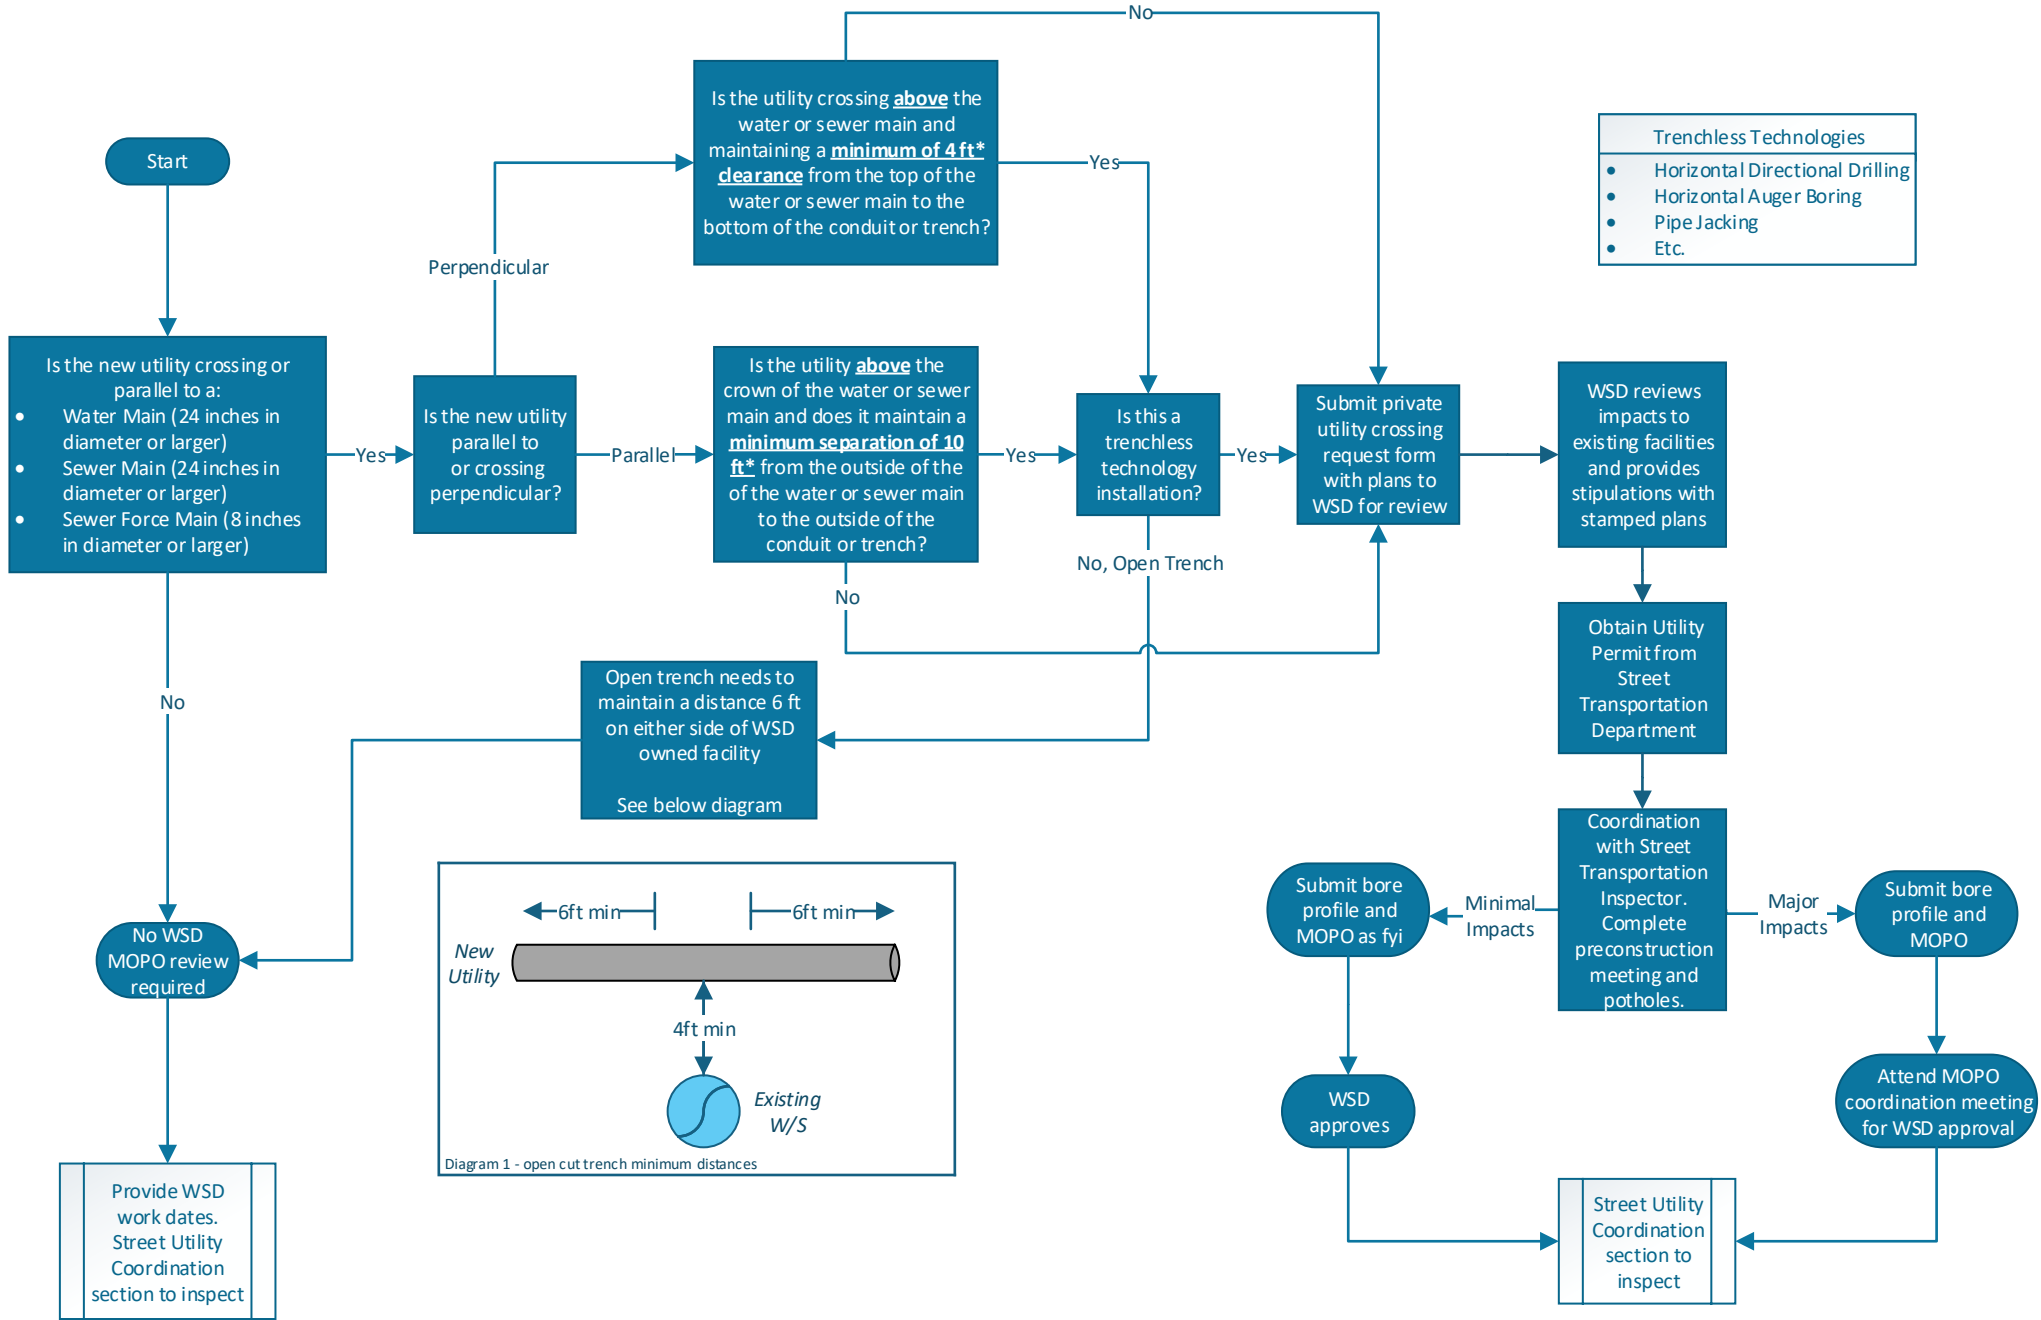 No
Is the utility crossing above the
water or sewer main and
maintaining a minimum of 4 ft*
clearance from the top of the
water or sewer main to the
bottom of the conduit or trench?
Trenchless Technologies
• Horizontal Directional Drilling
• Horizontal Auger Boring
• Pipe Jacking
• Etc.
Start
Yes
Perpendicular
Is the new utility crossing or
parallel to a:
• Water Main (24 inches in
diameter or larger)
• Sewer Main (24 inches in
diameter or larger)
• Sewer Force Main (8 inches
in diameter or larger)
Yes
Is the new utility
parallel to
or crossing
perpendicular?
Parallel
Is the utility above the
crown of the water or sewer
main and does it maintain a
minimum separation of 10
ft* from the outside of the
of the water or sewer main
to the outside of the
conduit or trench?
Yes
Is this a
trenchless
technology
installation?
Yes
Submit private
utility crossing
request form
with plans to
WSD for review
WSD reviews
impacts to
existing facilities
and provides
stipulations with
stamped plans
No, Open Trench
No
Obtain Utility
Permit from
Street
Transportation
Department
No
Open trench needs to
maintain a distance 6 ft
on either side of WSD
owned facility
See below diagram
Coordination
with Street
Transportation
Inspector.
Complete
preconstruction
meeting and
potholes.
Minimal
Impacts
Major
Impacts
Submit bore
profile and
MOPO as fyi
Submit bore
profile and
MOPO
No WSD
MOPO review
required
6ft min
6ft min
New
Utility
4ft min
Existing
W/S
Diagram 1 - open cut trench minimum distances
WSD
approves
Attend MOPO
coordination meeting
for WSD approval
Provide WSD
work dates.
Street Utility
Coordination
section to inspect
Street Utility
Coordination
section to
inspect